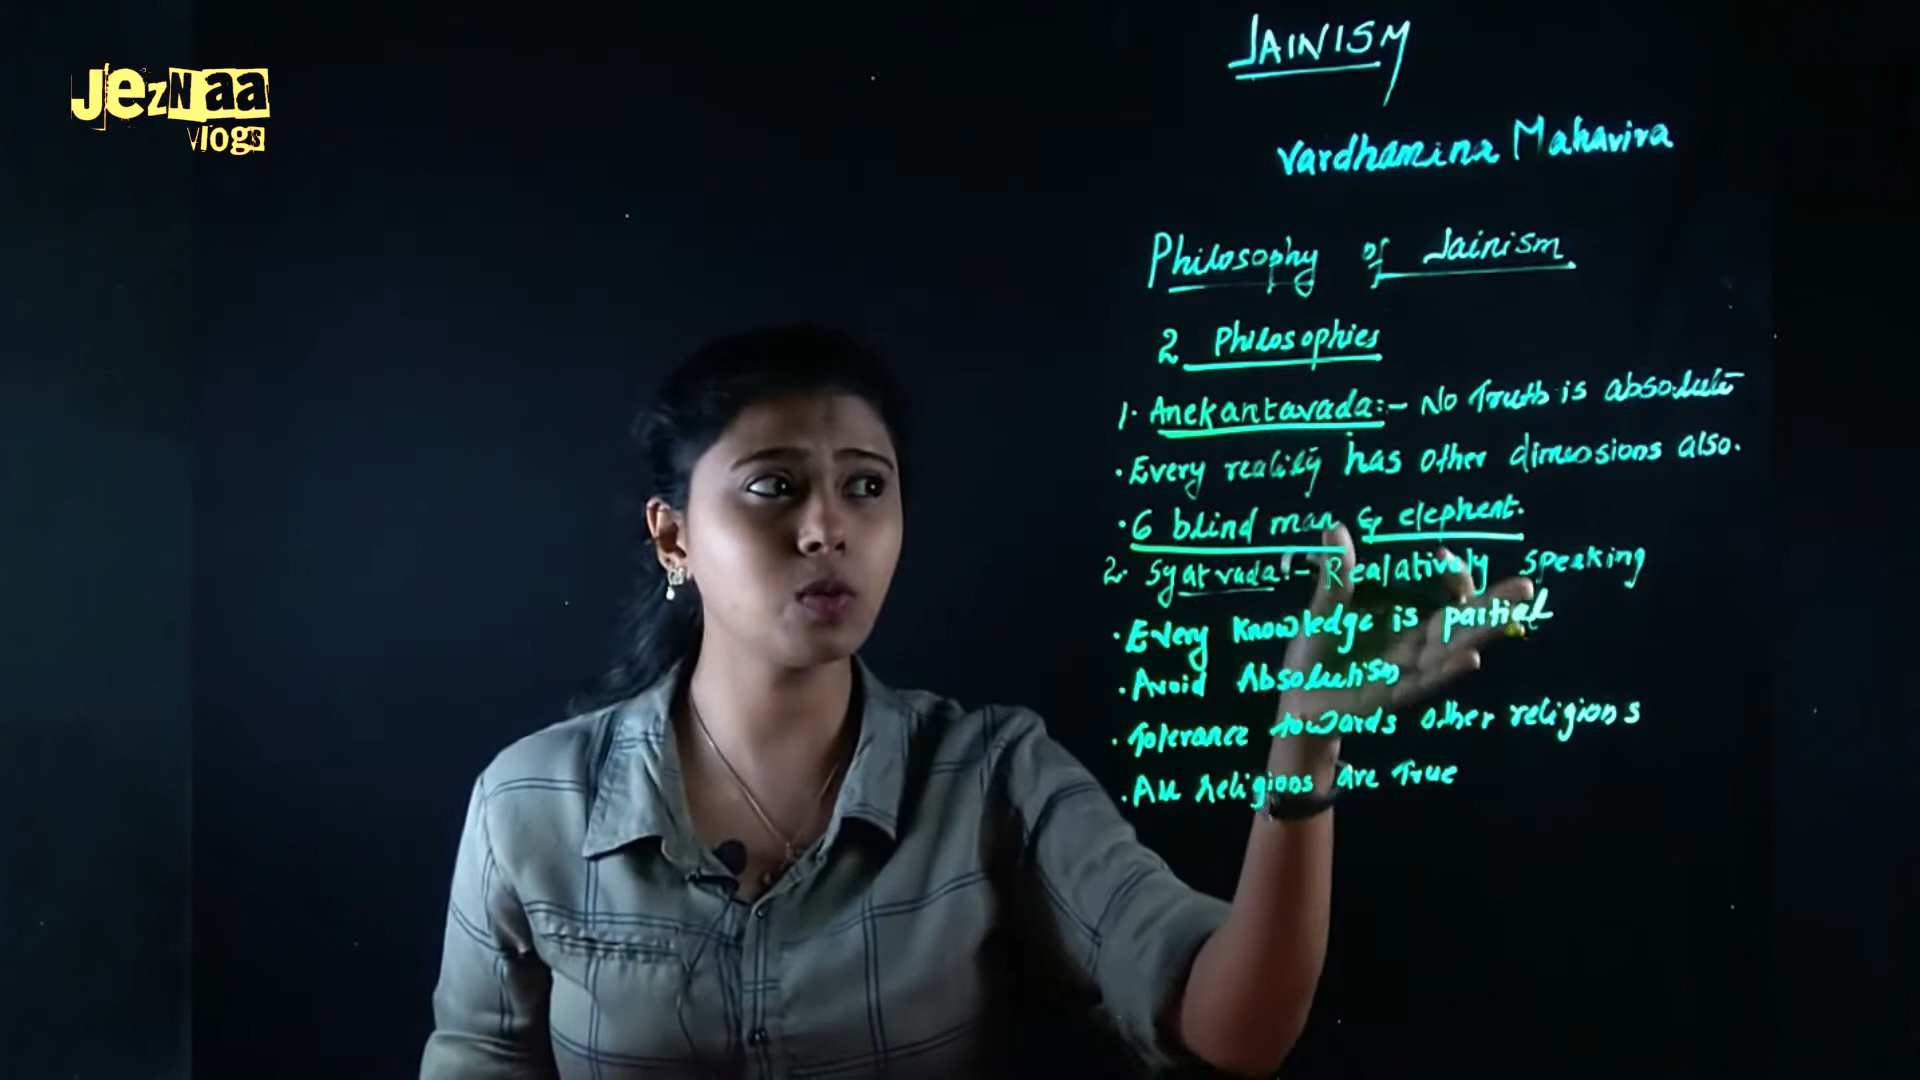 JEZNAA
vlogs
JAINISM
Vardhamana Mahavira
Philosophy of Jainism
2 Philosophies
1. Anekantavada:- No Truth is absolute
• Every reality has other dimensions also.
• 6 blind man & elephent.
2. Syatvada:- Realatively speaking
• Every Knowledge is partial
• Avoid Absolutism
• Tolerance towards other religions
• All religions are True